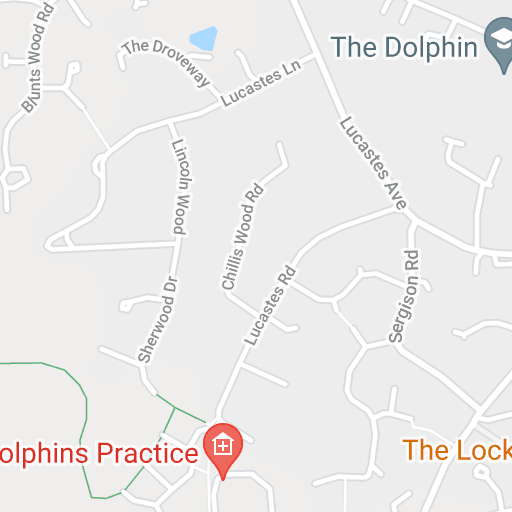 Blunts Wood Rd
The Droveway
The Dolphin
Lucastes Ln
Lucastes Ave
Lincoln Wood
Chillis Wood Rd
Sergison Rd
Lucastes Rd
Sherwood Dr
olphins Practice
The Lock